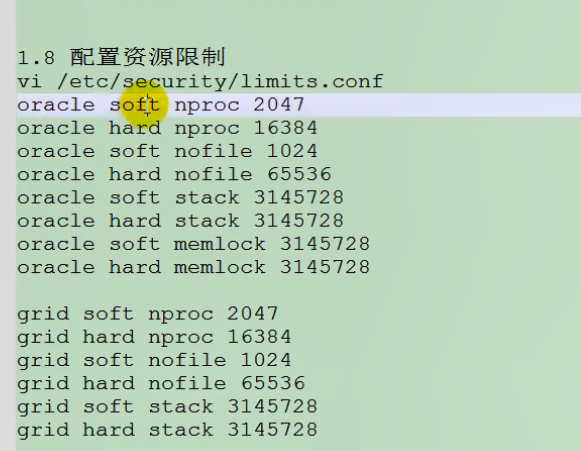 1.8 配置资源限制
vi /etc/security/limits.conf
oracle soft nproc 2047
oracle hard nproc 16384
oracle soft nofile 1024
oracle hard nofile 65536
oracle soft stack 3145728
oracle hard stack 3145728
oracle soft memlock 3145728
oracle hard memlock 3145728
grid soft nproc 2047
grid hard nproc 16384
grid soft nofile 1024
grid hard nofile 65536
grid soft stack 3145728
grid hard stack 3145728